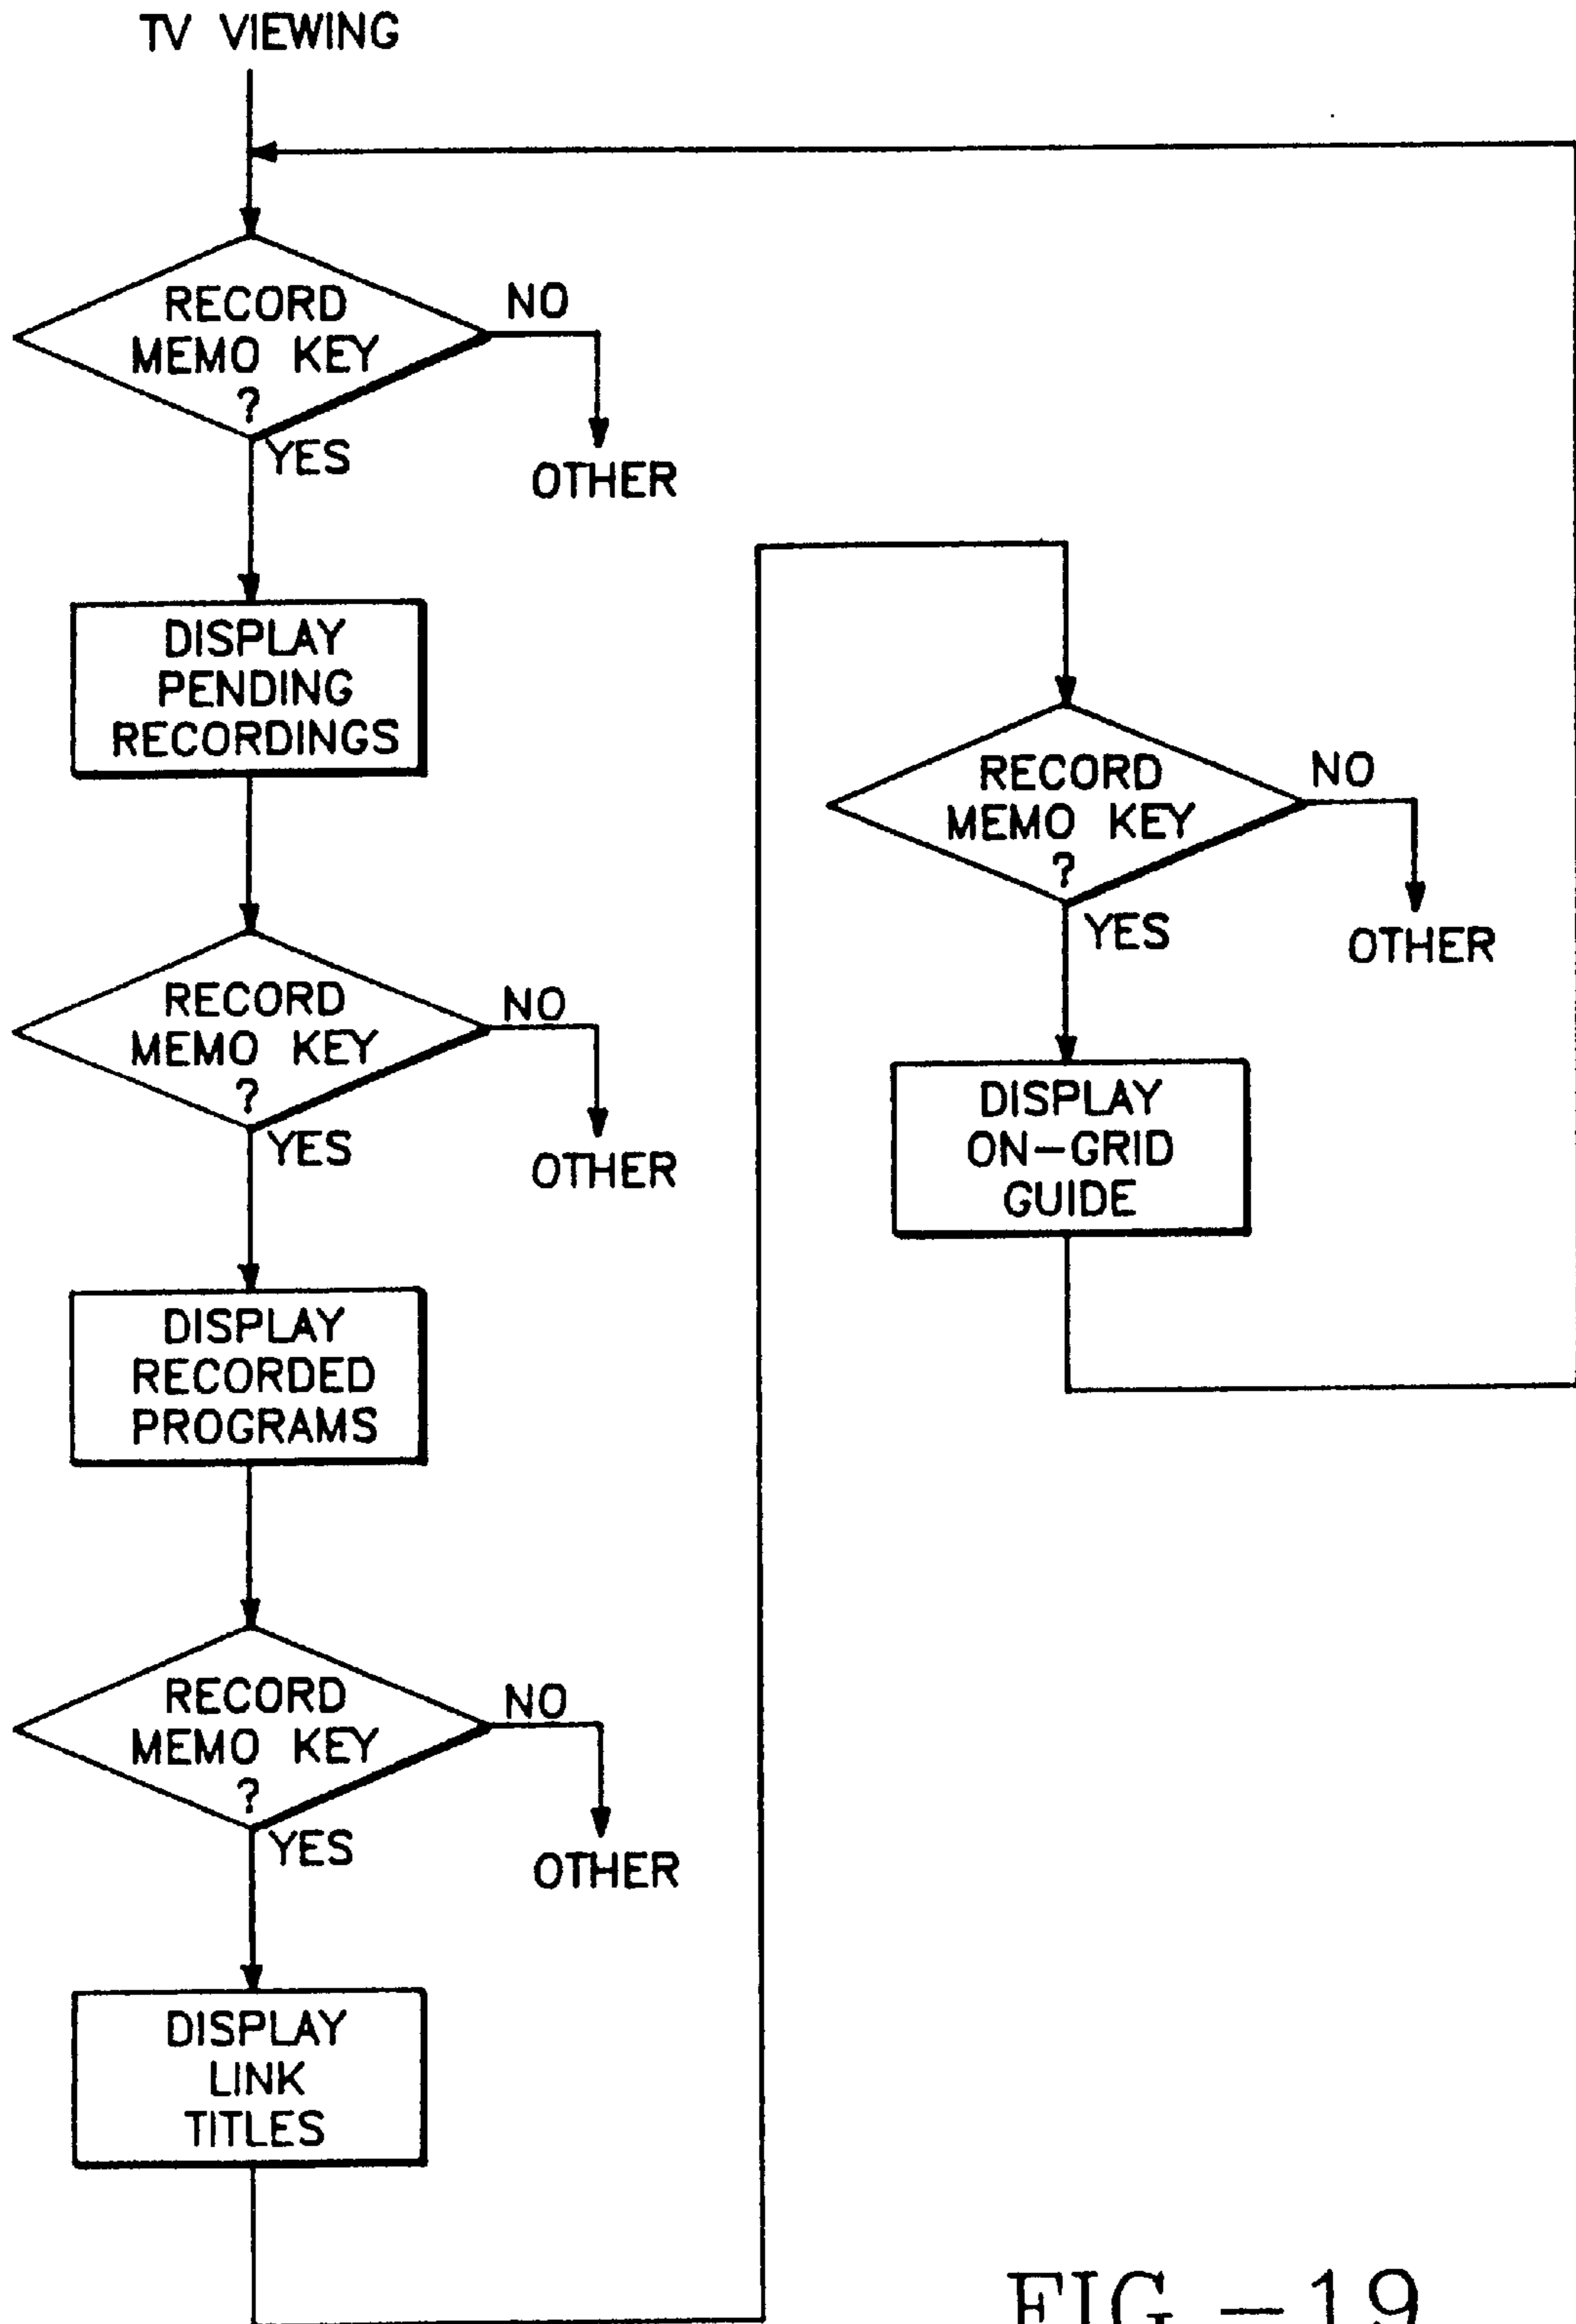 TV VIEWING
RECORD
MEMO KEY
?
NO
YES
OTHER
DISPLAY
PENDING
RECORDINGS
RECORD
MEMO KEY
?
NO
YES
OTHER
DISPLAY
RECORDED
PROGRAMS
RECORD
MEMO KEY
?
NO
YES
OTHER
DISPLAY
LINK
TITLES
RECORD
MEMO KEY
?
NO
YES
OTHER
DISPLAY
ON-GRID
GUIDE
FIG.-19